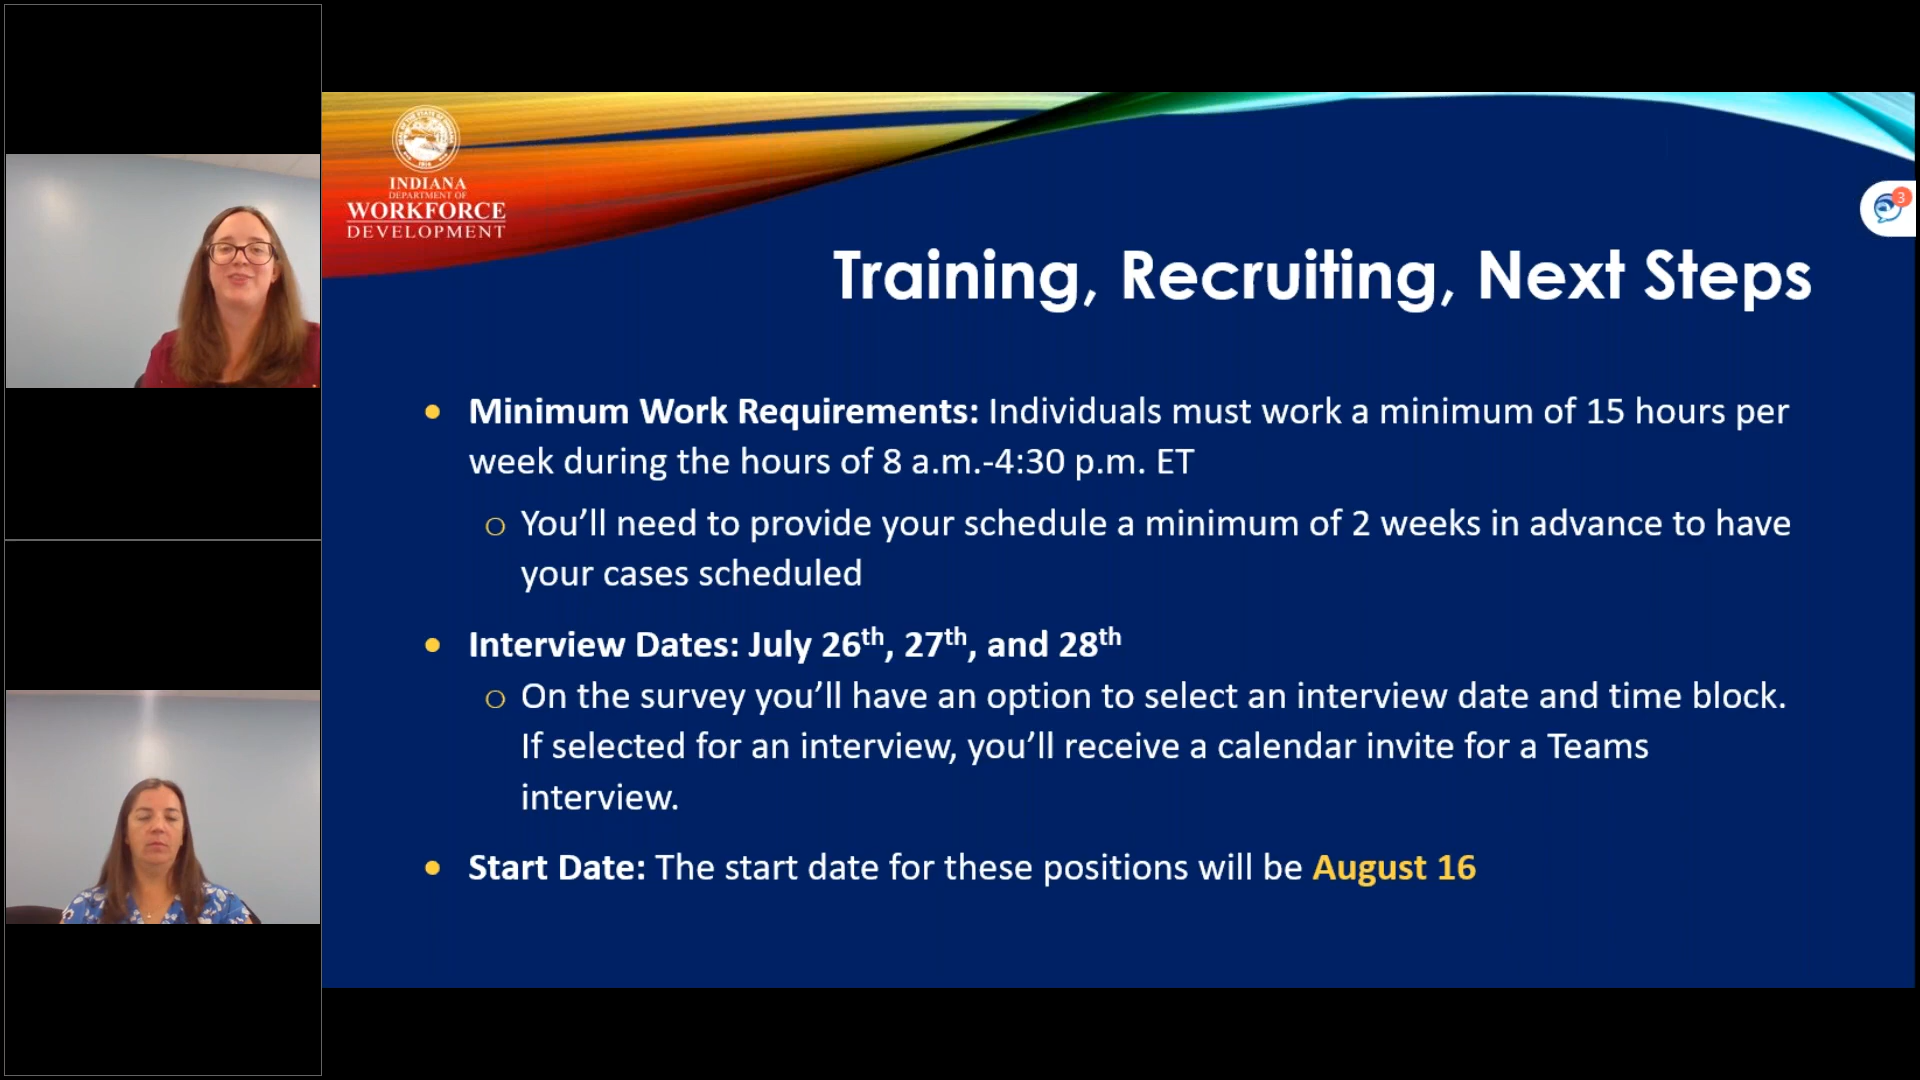 INDIANA
DEPARTMENT OF
WORKFORCE
DEVELOPMENT
3
Training, Recruiting, Next Steps
• Minimum Work Requirements: Individuals must work a minimum of 15 hours per
week during the hours of 8 a.m.-4:30 p.m. ET
o You’ll need to provide your schedule a minimum of 2 weeks in advance to have
your cases scheduled
• Interview Dates: July 26th, 27th, and 28th
o On the survey you’ll have an option to select an interview date and time block.
If selected for an interview, you’ll receive a calendar invite for a Teams
interview.
• Start Date: The start date for these positions will be August 16